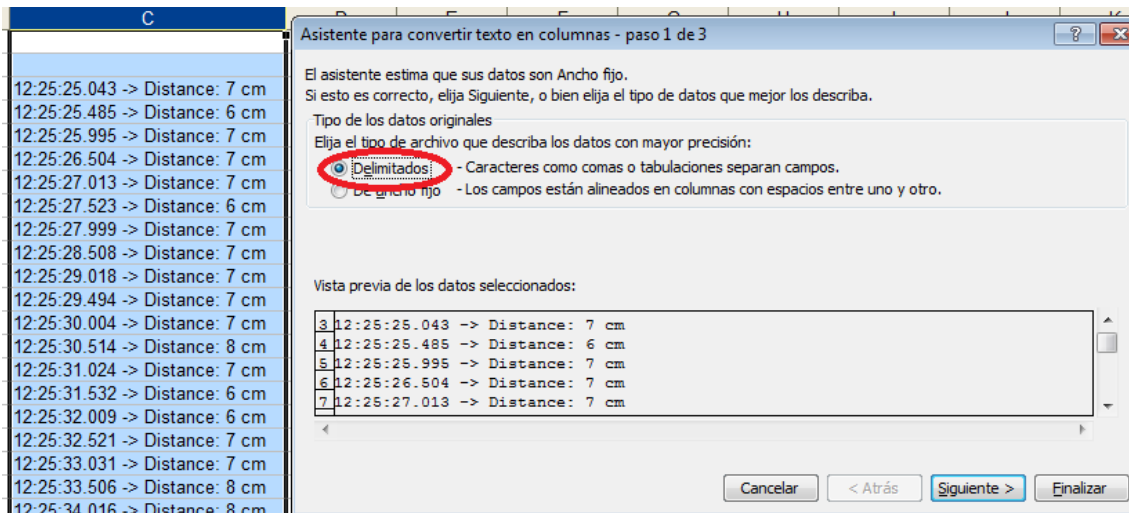 C
Asistente para convertir texto en columnas - paso 1 de 3
El asistente estima que sus datos son Ancho fijo.
Si esto es correcto, elija Siguiente, o bien elija el tipo de datos que mejor los describa.
Tipo de los datos originales
Elija el tipo de archivo que describa los datos con mayor precisión:
Delimitados - Caracteres como comas o tabulaciones separan campos.
De ancho fijo - Los campos están alineados en columnas con espacios entre uno y otro.
Vista previa de los datos seleccionados:
3 12:25:25.043 -> Distance: 7 cm
4 12:25:25.485 -> Distance: 6 cm
5 12:25:25.995 -> Distance: 7 cm
6 12:25:26.504 -> Distance: 7 cm
7 12:25:27.013 -> Distance: 7 cm
Cancelar < Atrás Siguiente > Finalizar
12:25:25.043 -> Distance: 7 cm
12:25:25.485 -> Distance: 6 cm
12:25:25.995 -> Distance: 7 cm
12:25:26.504 -> Distance: 7 cm
12:25:27.013 -> Distance: 7 cm
12:25:27.523 -> Distance: 6 cm
12:25:27.999 -> Distance: 7 cm
12:25:28.508 -> Distance: 7 cm
12:25:29.018 -> Distance: 7 cm
12:25:29.494 -> Distance: 7 cm
12:25:30.004 -> Distance: 7 cm
12:25:30.514 -> Distance: 8 cm
12:25:31.024 -> Distance: 7 cm
12:25:31.532 -> Distance: 6 cm
12:25:32.009 -> Distance: 6 cm
12:25:32.521 -> Distance: 7 cm
12:25:33.031 -> Distance: 7 cm
12:25:33.506 -> Distance: 8 cm
12:25:34.016 -> Distance: 8 cm